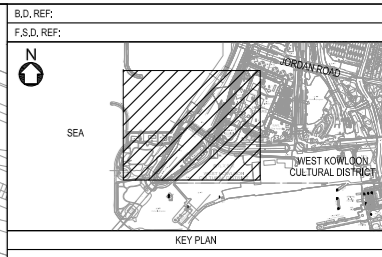 B,D, REF:
F,S,D, REF:
N
JORDAN ROAD
SEA
WEST KOWLOON
CULTURAL DISTRICT
KEY PLAN